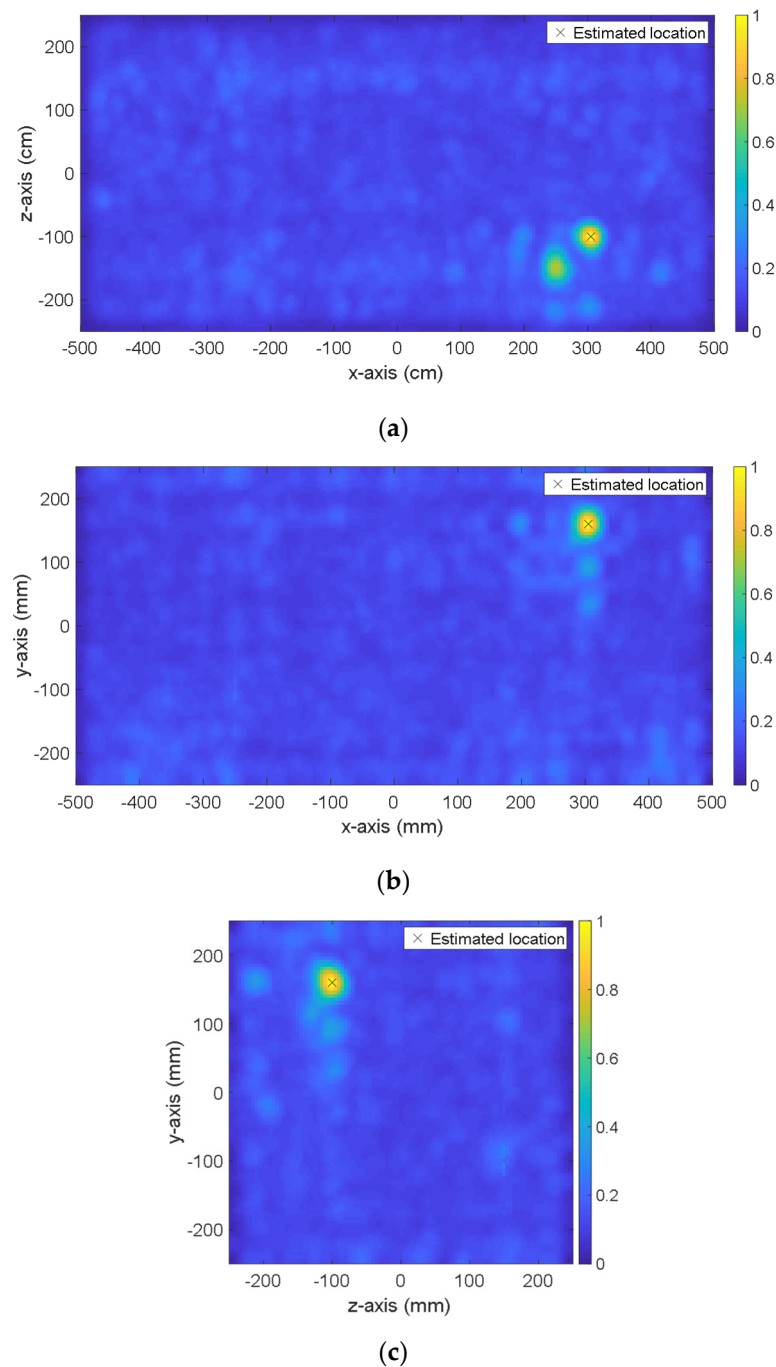 200
100
0
-100
-200
z-axis (cm)
× Estimated location
1
0.8
0.6
0.4
0.2
0
-500 -400 -300 -200 -100 0 100 200 300 400 500
x-axis (cm)
(a)
200
100
0
-100
-200
y-axis (mm)
× Estimated location
1
0.8
0.6
0.4
0.2
0
-500 -400 -300 -200 -100 0 100 200 300 400 500
x-axis (mm)
(b)
200
100
0
-100
-200
y-axis (mm)
× Estimated location
1
0.8
0.6
0.4
0.2
0
-200 -100 0 100 200
z-axis (mm)
(c)